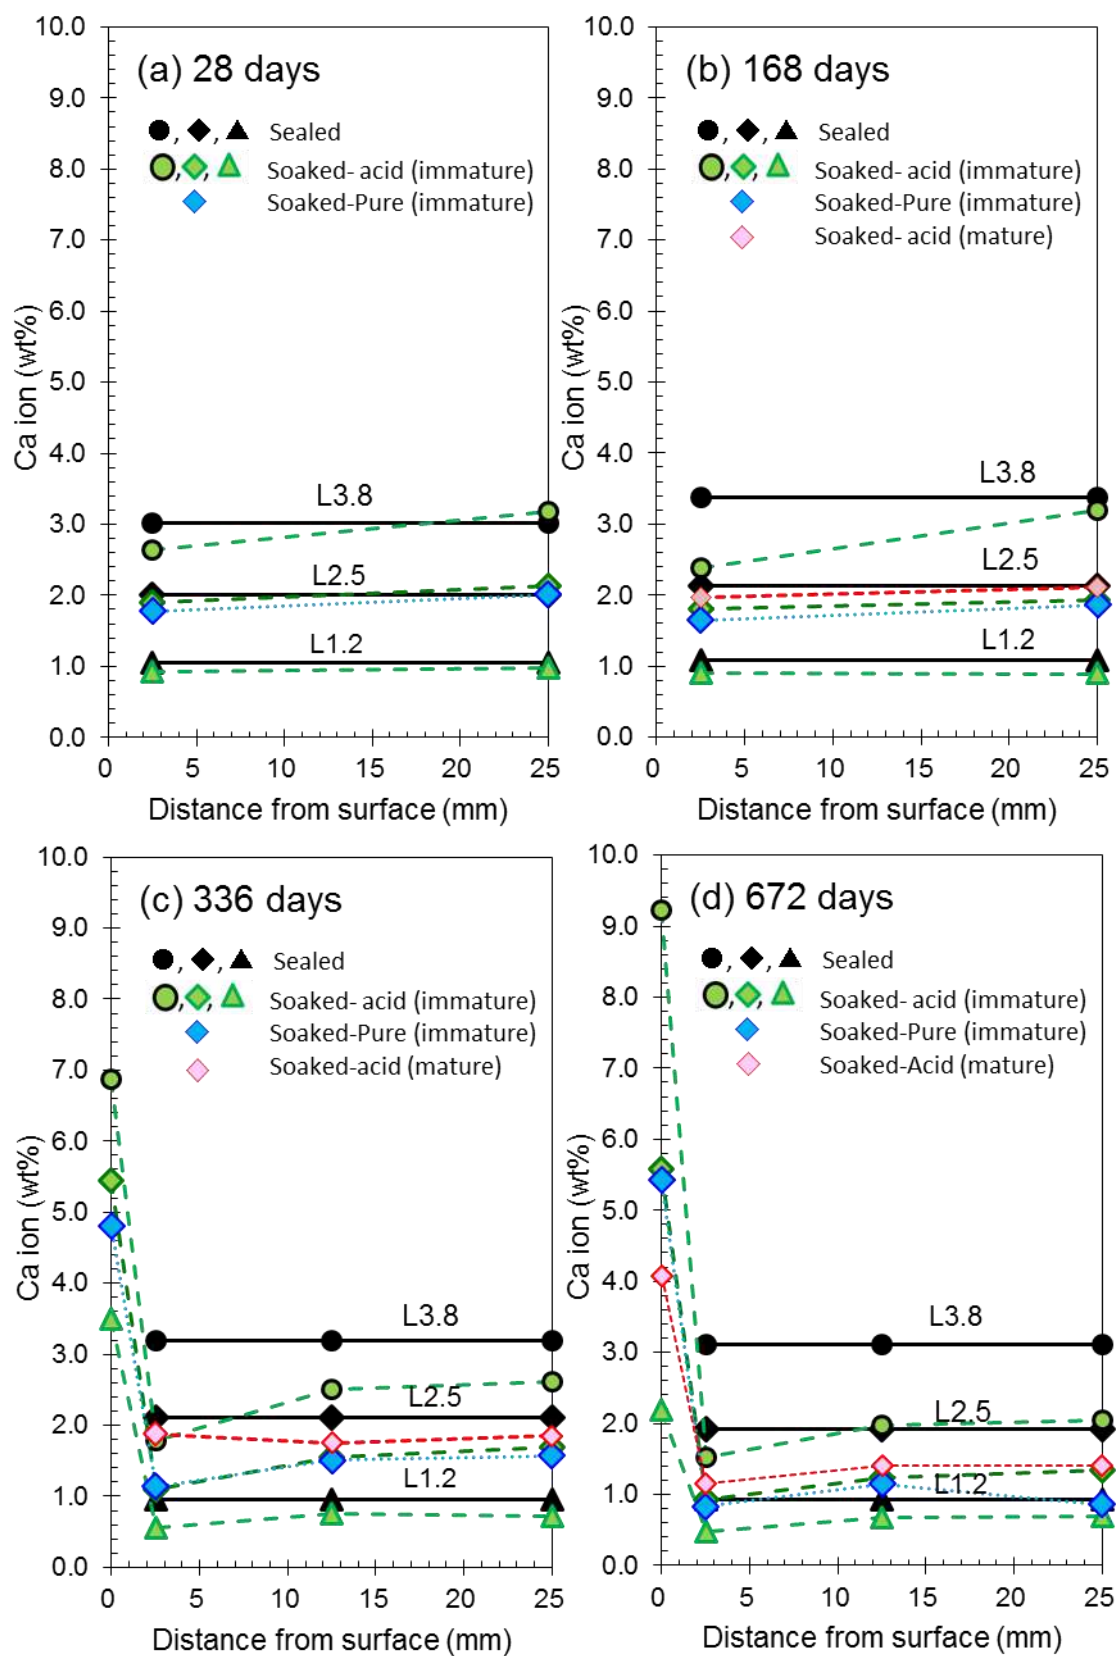 (a) 28 days
Ca ion (wt%)
10.0
9.0
8.0
7.0
6.0
5.0
4.0
3.0
2.0
1.0
0.0
, , Sealed
, , Soaked- acid (immature)
Soaked-Pure (immature)
L3.8
L2.5
L1.2
0 5 10 15 20 25
Distance from surface (mm)
(b) 168 days
Ca ion (wt%)
10.0
9.0
8.0
7.0
6.0
5.0
4.0
3.0
2.0
1.0
0.0
, , Sealed
, , Soaked- acid (immature)
Soaked-Pure (immature)
Soaked- acid (mature)
L3.8
L2.5
L1.2
0 5 10 15 20 25
Distance from surface (mm)
(c) 336 days
Ca ion (wt%)
10.0
9.0
8.0
7.0
6.0
5.0
4.0
3.0
2.0
1.0
0.0
, , Sealed
, , Soaked- acid (immature)
Soaked-Pure (immature)
Soaked-acid (mature)
L3.8
L2.5
L1.2
0 5 10 15 20 25
Distance from surface (mm)
(d) 672 days
Ca ion (wt%)
10.0
9.0
8.0
7.0
6.0
5.0
4.0
3.0
2.0
1.0
0.0
, , Sealed
, , Soaked- acid (immature)
Soaked-Pure (immature)
Soaked-Acid (mature)
L3.8
L2.5
L1.2
0 5 10 15 20 25
Distance from surface (mm)